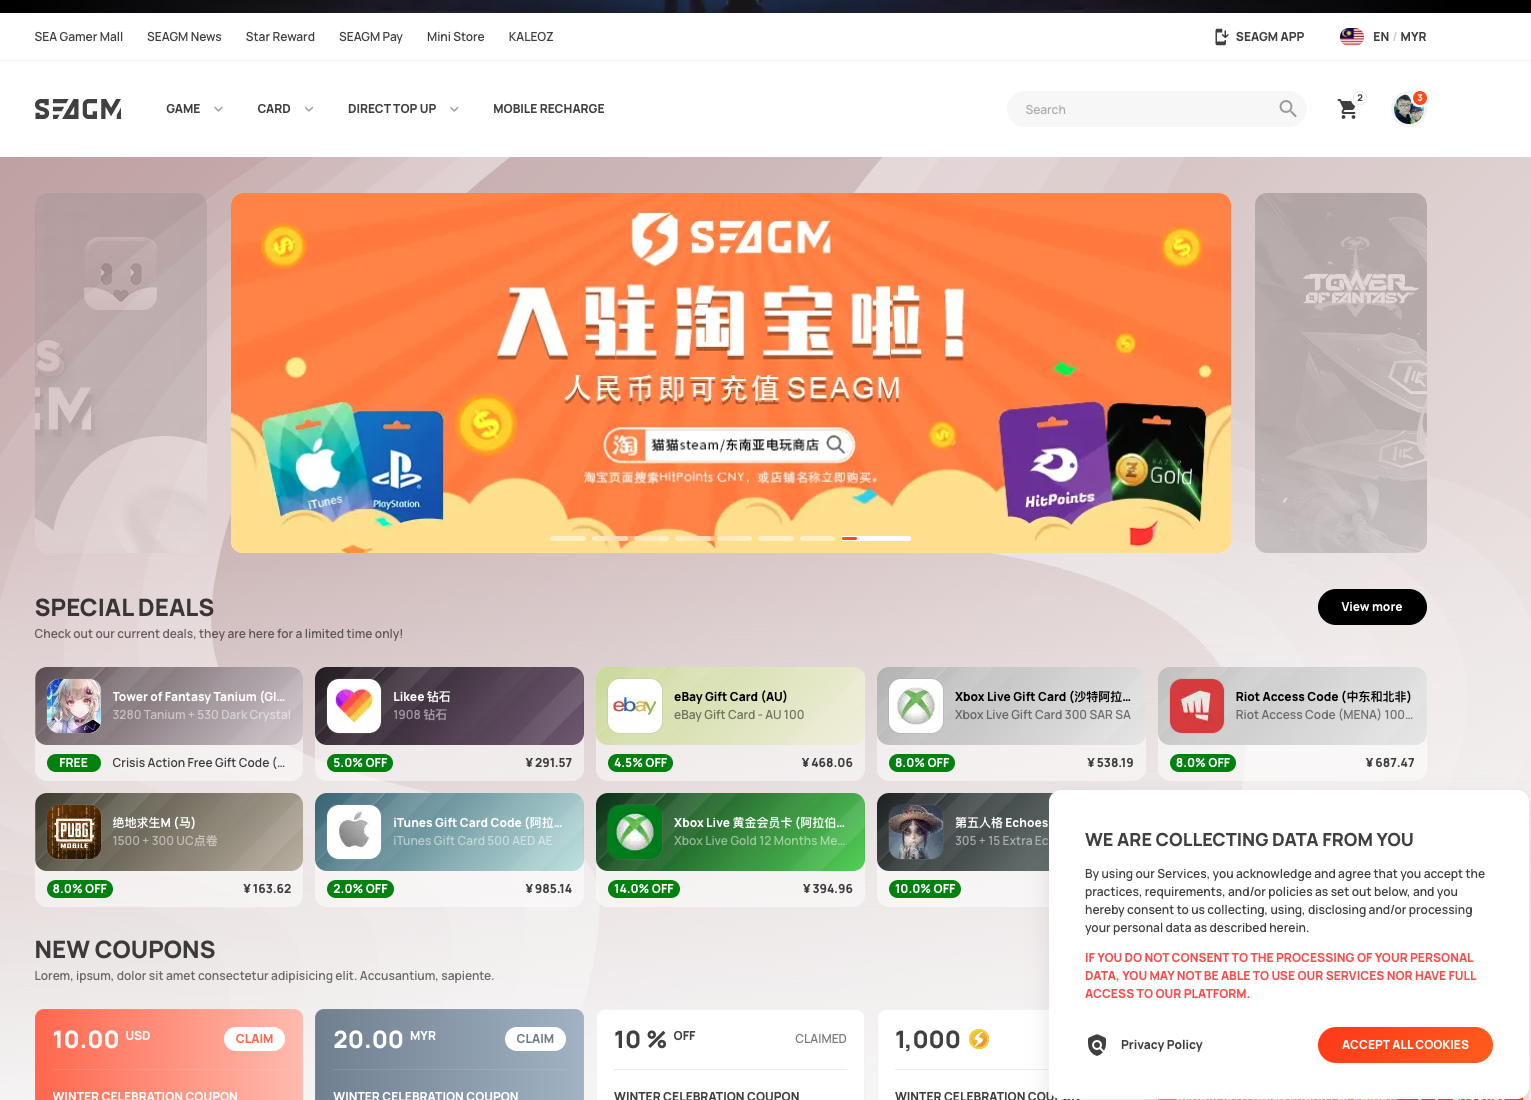 SEA Gamer Mall
SEAGM News
Star Reward
SEAGM Pay
Mini Store
KALEOZ
SEAGM APP
EN / MYR
SEAGM
GAME
CARD
DIRECT TOP UP
MOBILE RECHARGE
Search
2
3
SEAGM
入驻淘宝啦！
人民币即可充值 SEAGM
淘 猫猫steam/东南亚电玩商店
淘宝页面搜索HitPoints CNY，或店铺名称立即购买。
iTunes
PlayStation
HitPoints
RAZER
Gold
S
GM
TOWER
OF FANTASY
SPECIAL DEALS
Check out our current deals, they are here for a limited time only!
View more
Tower of Fantasy Tanium (Gl...
3280 Tanium + 530 Dark Crystal
FREE
Crisis Action Free Gift Code (...
Likee 钻石
1908 钻石
5.0% OFF
¥ 291.57
ebay
eBay Gift Card (AU)
eBay Gift Card - AU 100
4.5% OFF
¥ 468.06
Xbox Live Gift Card (沙特阿拉...
Xbox Live Gift Card 300 SAR SA
8.0% OFF
¥ 538.19
Riot Access Code (中东和北非)
Riot Access Code (MENA) 100...
8.0% OFF
¥ 687.47
PUBG
MOBILE
绝地求生M (马)
1500 + 300 UC点卷
8.0% OFF
¥ 163.62
iTunes Gift Card Code (阿拉...
iTunes Gift Card 500 AED AE
2.0% OFF
¥ 985.14
Xbox Live 黄金会员卡 (阿拉伯...
Xbox Live Gold 12 Months Me...
14.0% OFF
¥ 394.96
第五人格 Echoes
305 + 15 Extra Ec
10.0% OFF
NEW COUPONS
Lorem, ipsum, dolor sit amet consectetur adipisicing elit. Accusantium, sapiente.
10.00 USD
CLAIM
WINTER CELEBRATION COUPON
20.00 MYR
CLAIM
WINTER CELEBRATION COUPON
10 % OFF
CLAIMED
WINTER CELEBRATION COUPON
1,000
WINTER CELEBRATION COUPON
WE ARE COLLECTING DATA FROM YOU
By using our Services, you acknowledge and agree that you accept the
practices, requirements, and/or policies as set out below, and you
hereby consent to us collecting, using, disclosing and/or processing
your personal data as described herein.
IF YOU DO NOT CONSENT TO THE PROCESSING OF YOUR PERSONAL
DATA, YOU MAY NOT BE ABLE TO USE OUR SERVICES NOR HAVE FULL
ACCESS TO OUR PLATFORM.
Privacy Policy
ACCEPT ALL COOKIES